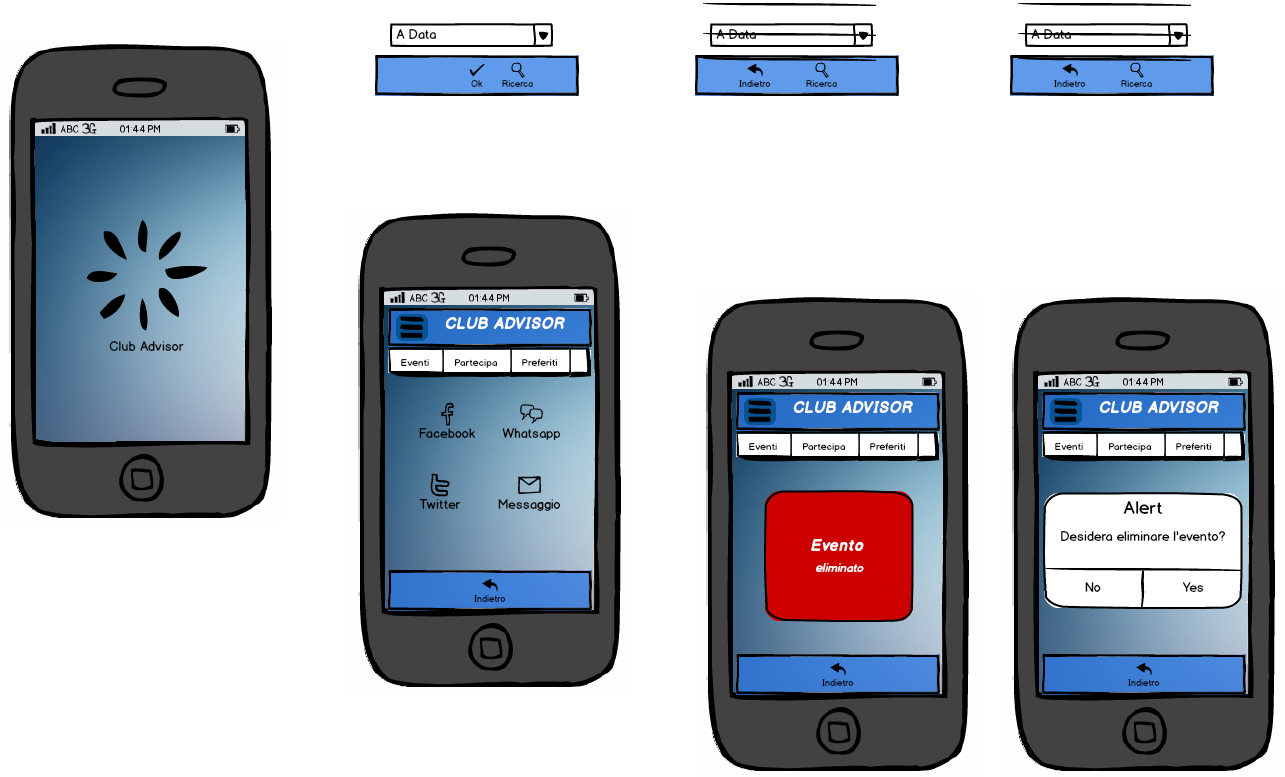 A Data
Ok Ricerca
A Data
Indietro Ricerca
A Data
Indietro Ricerca
ABC 3G 01:44 PM
Club Advisor
ABC 3G 01:44 PM
CLUB ADVISOR
Eventi Partecipa Preferiti
Facebook Whatsapp
Twitter Messaggio
Indietro
ABC 3G 01:44 PM
CLUB ADVISOR
Eventi Partecipa Preferiti
Evento
eliminato
Indietro
ABC 3G 01:44 PM
CLUB ADVISOR
Eventi Partecipa Preferiti
Alert
Desidera eliminare l'evento?
No Yes
Indietro